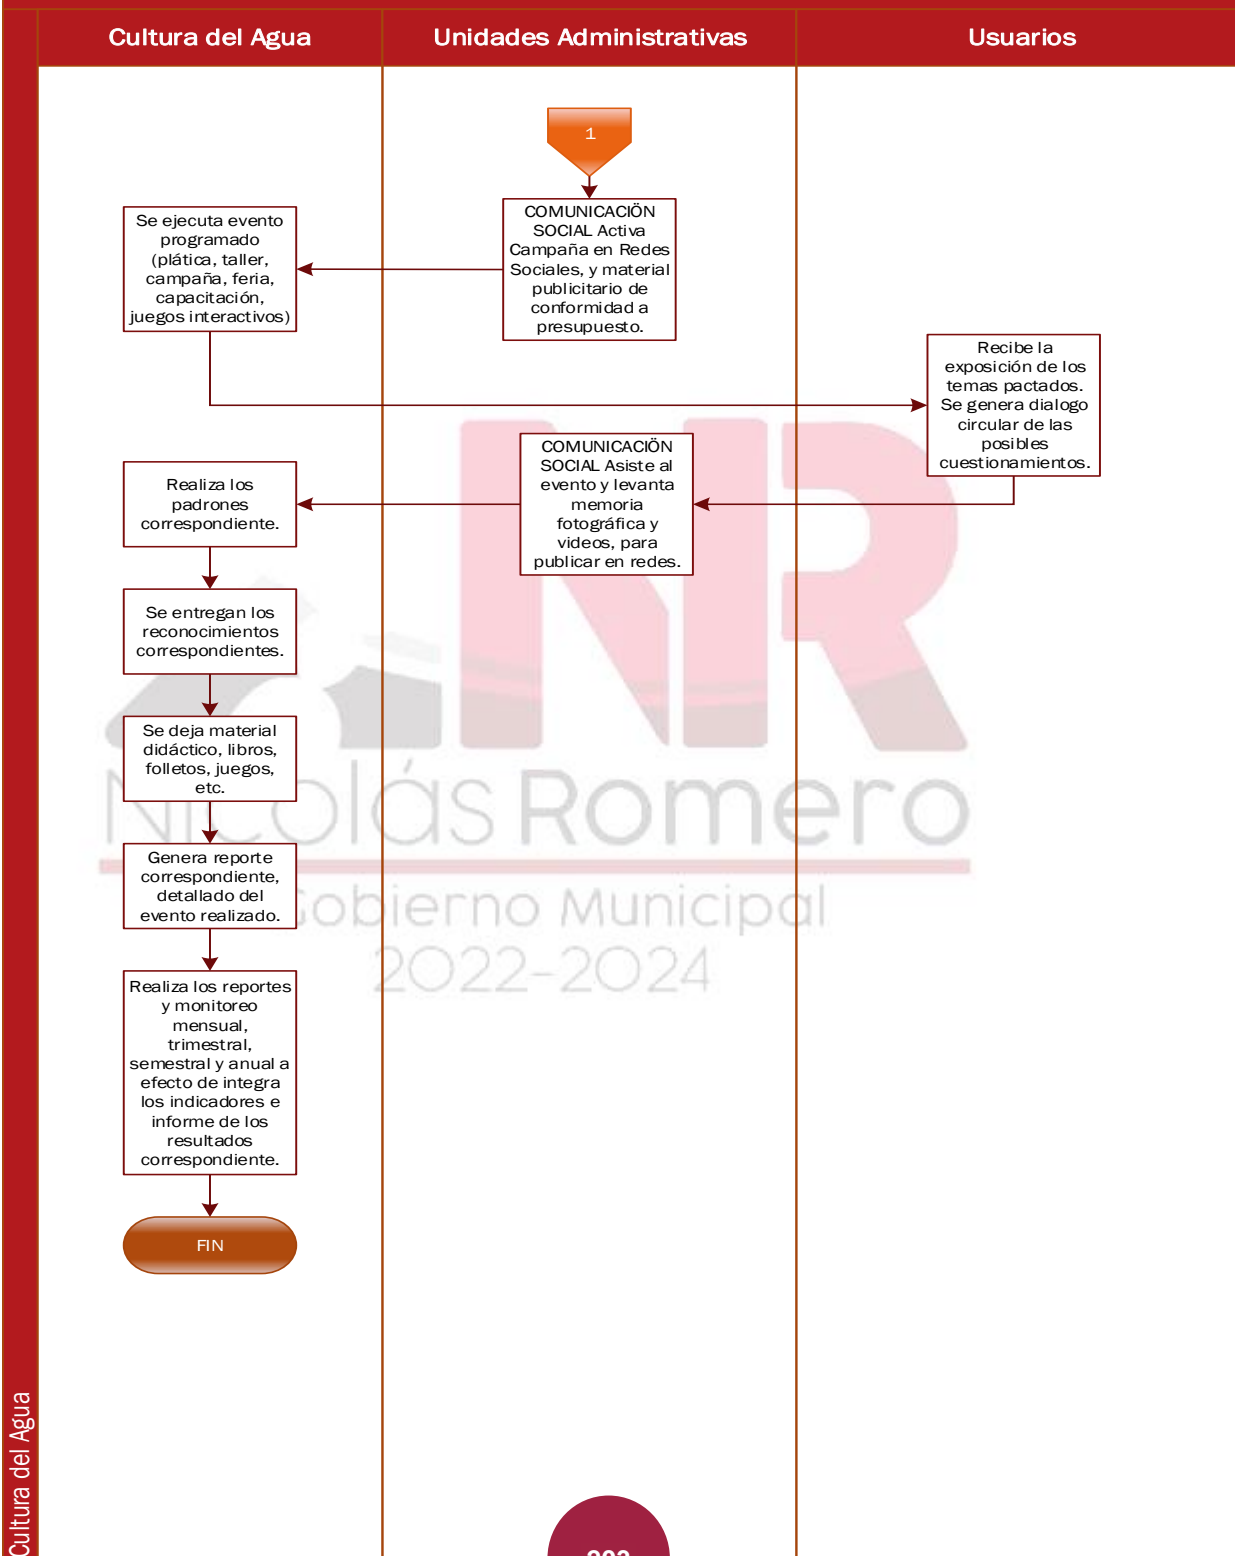 Cultura del Agua
Unidades Administrativas
Usuarios
1
COMUNICACIÖN
SOCIAL Activa
Campaña en Redes
Sociales, y material
publicitario de
conformidad a
presupuesto.
Se ejecuta evento
programado
(plática, taller,
campaña, feria,
capacitación,
juegos interactivos)
Recibe la
exposición de los
temas pactados.
Se genera dialogo
circular de las
posibles
cuestionamientos.
COMUNICACIÖN
SOCIAL Asiste al
evento y levanta
memoria
fotográfica y
videos, para
publicar en redes.
Realiza los
padrones
correspondiente.
Se entregan los
reconocimientos
correspondientes.
Se deja material
didáctico, libros,
folletos, juegos,
etc.
Genera reporte
correspondiente,
detallado del
evento realizado.
Realiza los reportes
y monitoreo
mensual,
trimestral,
semestral y anual a
efecto de integra
los indicadores e
informe de los
resultados
correspondiente.
FIN
Cultura del Agua
NR
Nicolás Romero
Gobierno Municipal
2022-2024